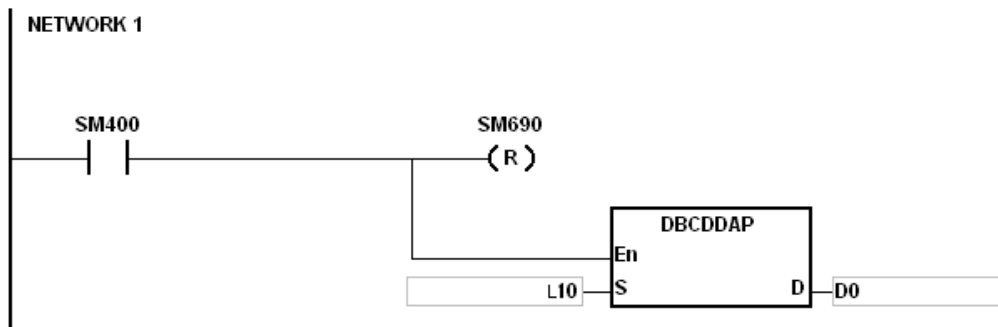 NETWORK 1
SM400
SM690
( R )
DBCDDAP
En
L10
S
D
D0